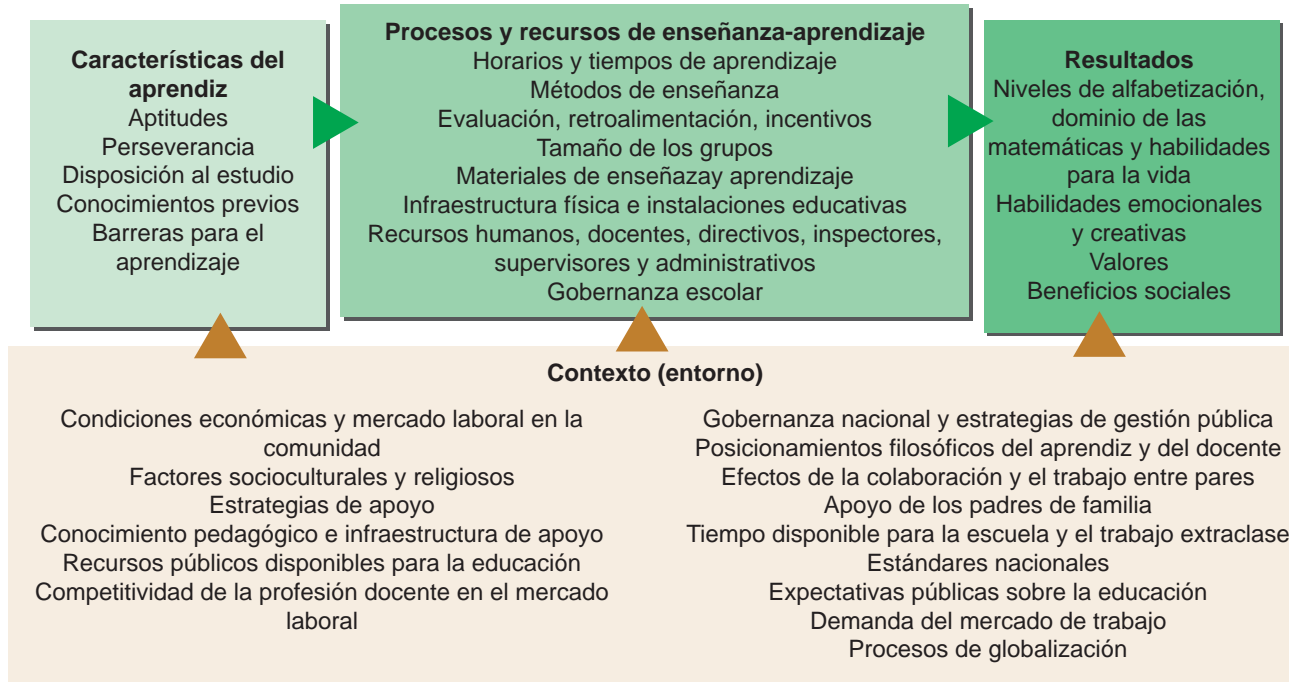 Características del
aprendiz
Aptitudes
Perseverancia
Disposición al estudio
Conocimientos previos
Barreras para el
aprendizaje
Procesos y recursos de enseñanza-aprendizaje
Horarios y tiempos de aprendizaje
Métodos de enseñanza
Evaluación, retroalimentación, incentivos
Tamaño de los grupos
Materiales de enseñazay aprendizaje
Infraestructura física e instalaciones educativas
Recursos humanos, docentes, directivos, inspectores,
supervisores y administrativos
Gobernanza escolar
Resultados
Niveles de alfabetización,
dominio de las
matemáticas y habilidades
para la vida
Habilidades emocionales
y creativas
Valores
Beneficios sociales
Contexto (entorno)
Condiciones económicas y mercado laboral en la
comunidad
Factores socioculturales y religiosos
Estrategias de apoyo
Conocimiento pedagógico e infraestructura de apoyo
Recursos públicos disponibles para la educación
Competitividad de la profesión docente en el mercado
laboral
Gobernanza nacional y estrategias de gestión pública
Posicionamientos filosóficos del aprendiz y del docente
Efectos de la colaboración y el trabajo entre pares
Apoyo de los padres de familia
Tiempo disponible para la escuela y el trabajo extraclase
Estándares nacionales
Expectativas públicas sobre la educación
Demanda del mercado de trabajo
Procesos de globalización